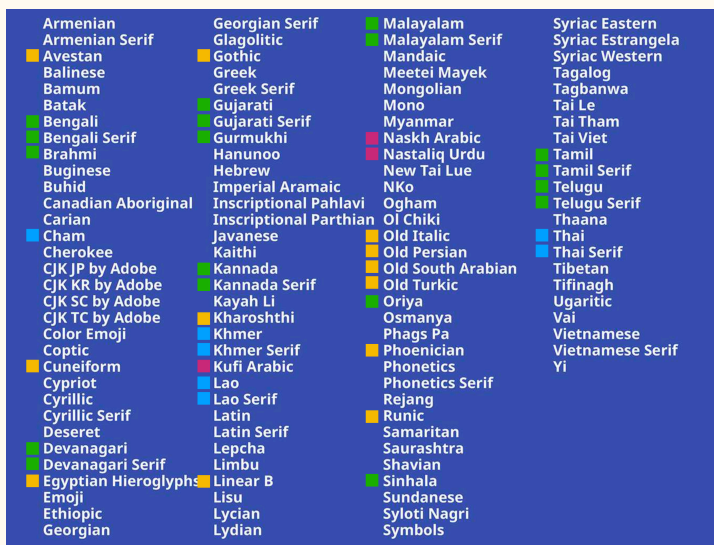 Armenian
Armenian Serif
Avestan
Balinese
Bamum
Batak
Bengali
Bengali Serif
Brahmi
Buginese
Buhid
Canadian Aboriginal
Carian
Cham
Cherokee
CJK JP by Adobe
CJK KR by Adobe
CJK SC by Adobe
CJK TC by Adobe
Color Emoji
Coptic
Cuneiform
Cypriot
Cyrillic
Cyrillic Serif
Deseret
Devanagari
Devanagari Serif
Egyptian Hieroglyphs
Emoji
Ethiopic
Georgian
Georgian Serif
Glagolitic
Gothic
Greek
Greek Serif
Gujarati
Gujarati Serif
Gurmukhi
Hanunoo
Hebrew
Imperial Aramaic
Inscriptional Pahlavi
Inscriptional Parthian
Javanese
Kaithi
Kannada
Kannada Serif
Kayah Li
Kharoshthi
Khmer
Khmer Serif
Kufi Arabic
Lao
Lao Serif
Latin
Latin Serif
Lepcha
Limbu
Linear B
Lisu
Lycian
Lydian
Malayalam
Malayalam Serif
Mandaic
Meetei Mayek
Mongolian
Mono
Myanmar
Naskh Arabic
Nastaliq Urdu
New Tai Lue
NKo
Ogham
Ol Chiki
Old Italic
Old Persian
Old South Arabian
Old Turkic
Oriya
Osmanya
Phags Pa
Phoenician
Phonetics
Phonetics Serif
Rejang
Runic
Samaritan
Saurashtra
Shavian
Sinhala
Sundanese
Syloti Nagri
Symbols
Syriac Eastern
Syriac Estrangela
Syriac Western
Tagalog
Tagbanwa
Tai Le
Tai Tham
Tai Viet
Tamil
Tamil Serif
Telugu
Telugu Serif
Thaana
Thai
Thai Serif
Tibetan
Tifinagh
Ugaritic
Vai
Vietnamese
Vietnamese Serif
Yi